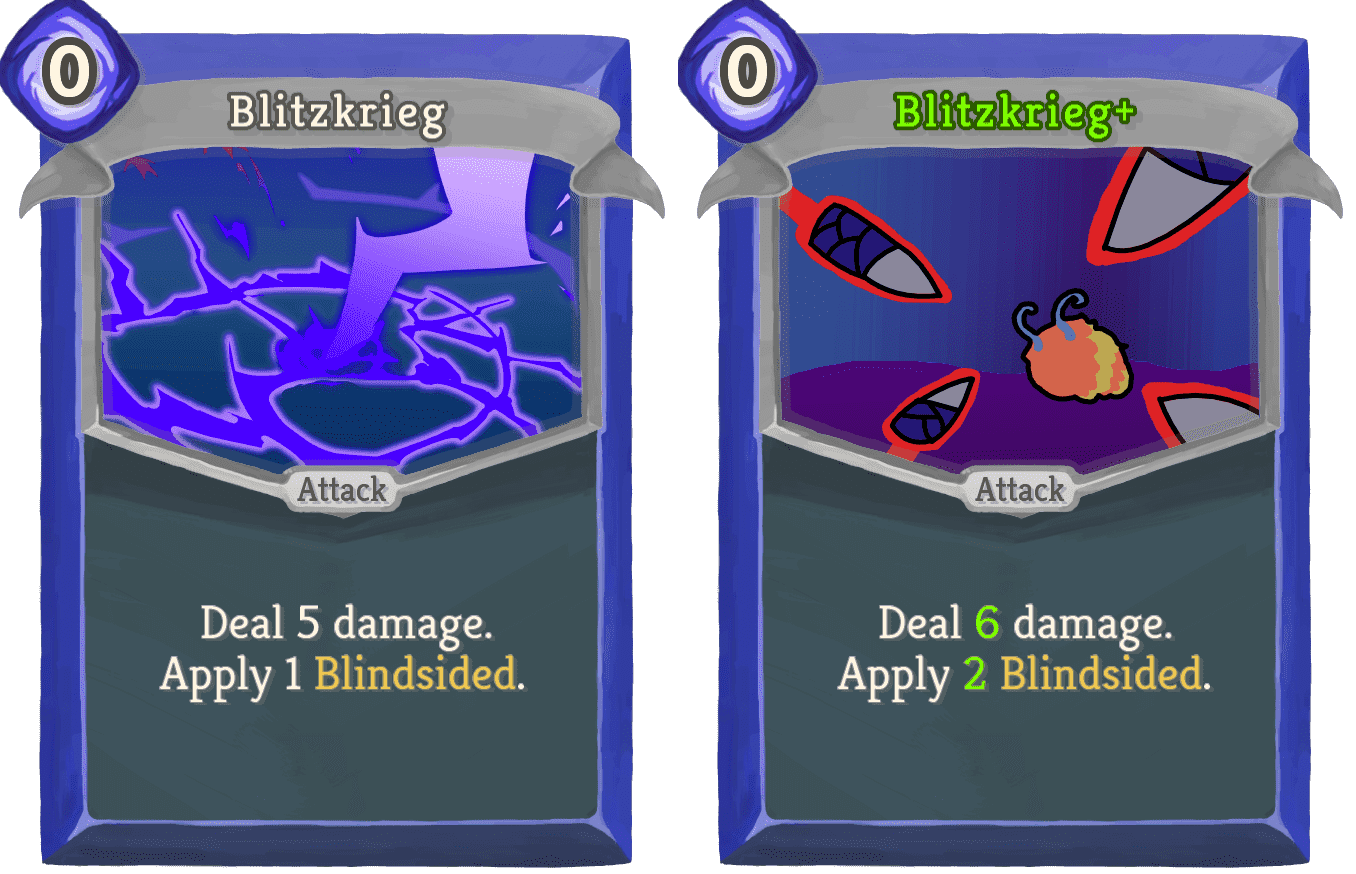 0
Blitzkrieg
Attack
Deal 5 damage.
Apply 1 Blindsided.
0
Blitzkrieg+
Attack
Deal 6 damage.
Apply 2 Blindsided.